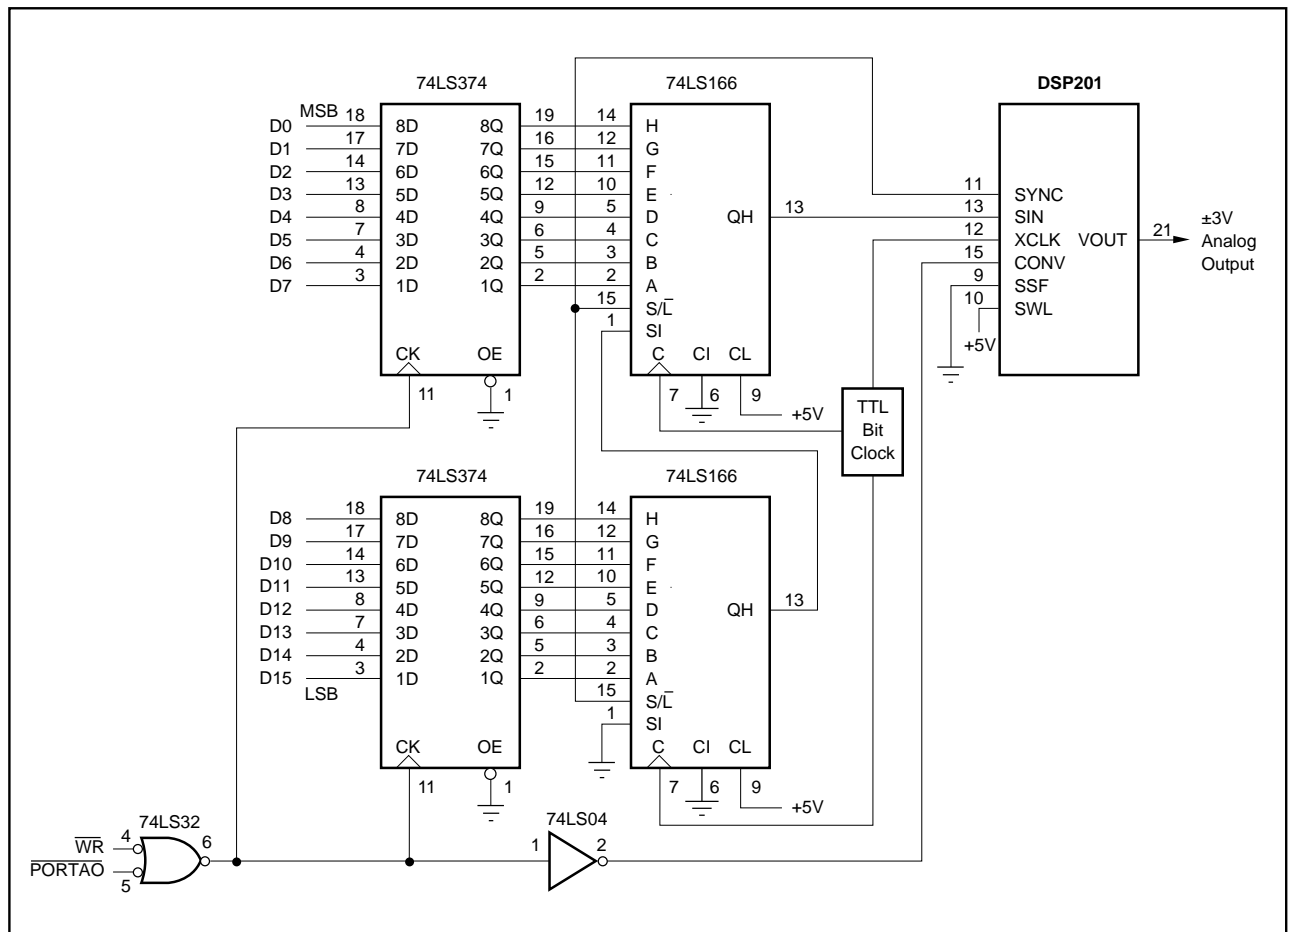 74LS374
74LS166
DSP201
MSB
D0 18 8D 8Q 19 14 H
D1 17 7D 7Q 16 12 G
D2 14 6D 6Q 15 11 F
D3 13 5D 5Q 12 10 E
D4 8 4D 4Q 9 5 D QH 13
D5 7 3D 3Q 6 4 C
D6 4 2D 2Q 5 3 B
D7 3 1D 1Q 2 2 A
15 S/L̅
1 SI
CK OE
11 1
C CI CL
7 6 9
+5V
11 SYNC
13 SIN
12 XCLK VOUT 21
15 CONV
9 SSF
10 SWL
+5V
±3V
Analog
Output
TTL
Bit
Clock
74LS374
74LS166
D8 18 8D 8Q 19 14 H
D9 17 7D 7Q 16 12 G
D10 14 6D 6Q 15 11 F
D11 13 5D 5Q 12 10 E
D12 8 4D 4Q 9 5 D QH 13
D13 7 3D 3Q 6 4 C
D14 4 2D 2Q 5 3 B
D15 3 1D 1Q 2 2 A
LSB
15 S/L̅
1 SI
CK OE
11 1
C CI CL
7 6 9
+5V
74LS32
W̅R̅ 4 6
P̅O̅R̅T̅A̅O̅ 5
74LS04
1 2